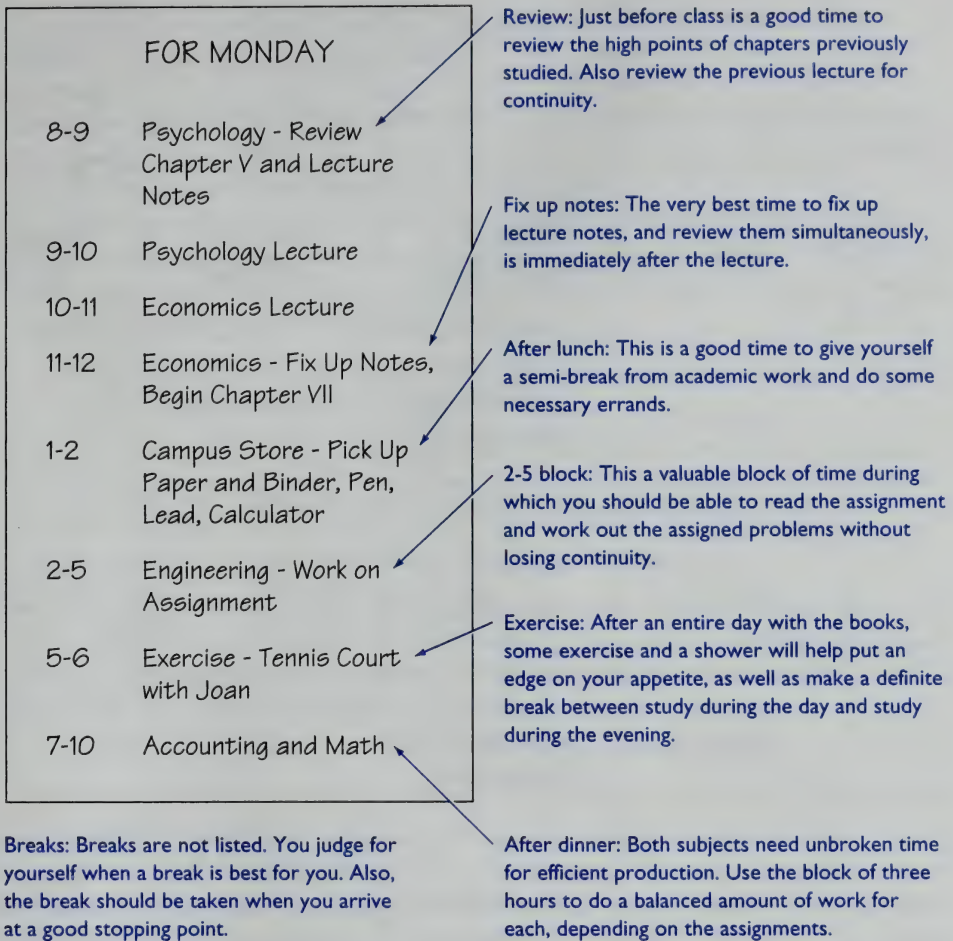 FOR MONDAY
8-9 Psychology - Review
Chapter V and Lecture
Notes
9-10 Psychology Lecture
10-11 Economics Lecture
11-12 Economics - Fix Up Notes,
Begin Chapter VII
1-2 Campus Store - Pick Up
Paper and Binder, Pen,
Lead, Calculator
2-5 Engineering - Work on
Assignment
5-6 Exercise - Tennis Court
with Joan
7-10 Accounting and Math
Review: Just before class is a good time to
review the high points of chapters previously
studied. Also review the previous lecture for
continuity.
Fix up notes: The very best time to fix up
lecture notes, and review them simultaneously,
is immediately after the lecture.
After lunch: This is a good time to give yourself
a semi-break from academic work and do some
necessary errands.
2-5 block: This a valuable block of time during
which you should be able to read the assignment
and work out the assigned problems without
losing continuity.
Exercise: After an entire day with the books,
some exercise and a shower will help put an
edge on your appetite, as well as make a definite
break between study during the day and study
during the evening.
Breaks: Breaks are not listed. You judge for
yourself when a break is best for you. Also,
the break should be taken when you arrive
at a good stopping point.
After dinner: Both subjects need unbroken time
for efficient production. Use the block of three
hours to do a balanced amount of work for
each, depending on the assignments.